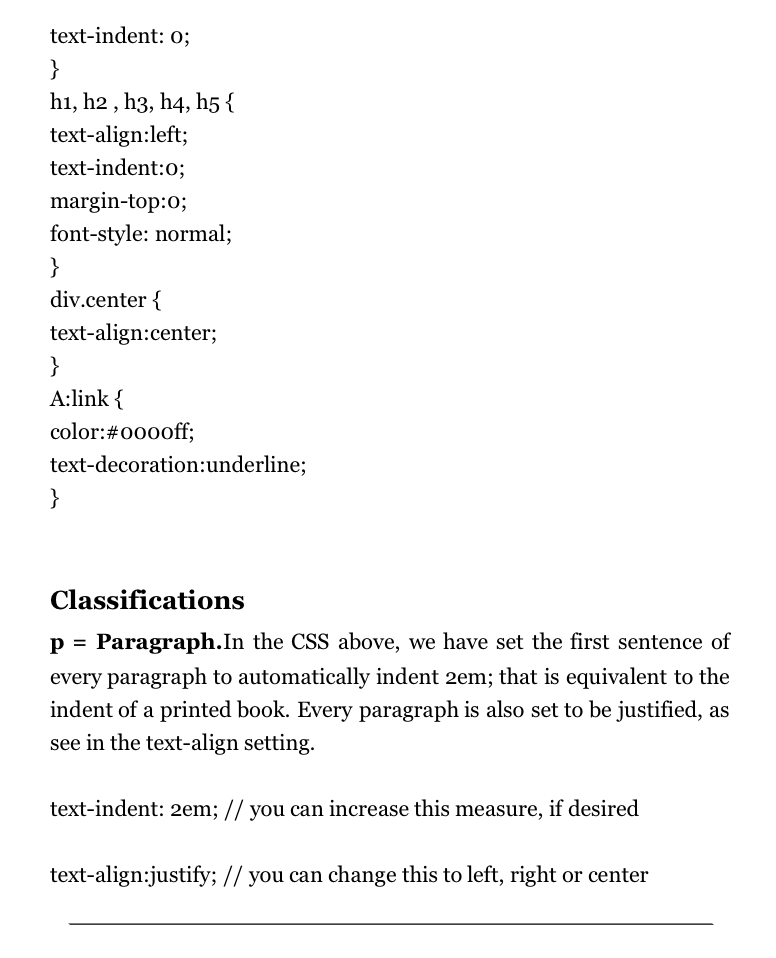 text-indent: 0;
}
h1, h2 , h3, h4, h5 {
text-align:left;
text-indent:0;
margin-top:0;
font-style: normal;
}
div.center {
text-align:center;
}
A:link {
color:#0000ff;
text-decoration:underline;
}
Classifications
p = Paragraph.In the CSS above, we have set the first sentence of
every paragraph to automatically indent 2em; that is equivalent to the
indent of a printed book. Every paragraph is also set to be justified, as
see in the text-align setting.
text-indent: 2em; // you can increase this measure, if desired
text-align:justify; // you can change this to left, right or center